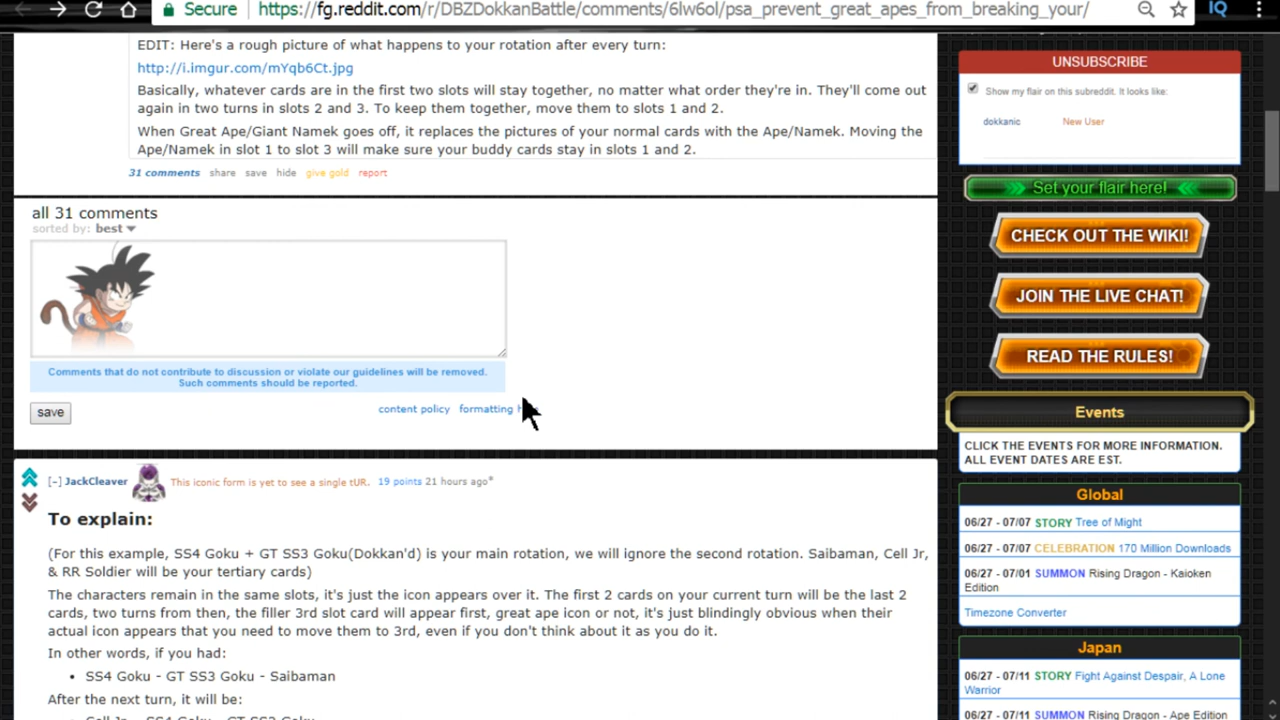 Secure https://fg.reddit.com/r/DBZDokkanBattle/comments/6lw6ol/psa_prevent_great_apes_from_breaking_your/
IQ
EDIT: Here's a rough picture of what happens to your rotation after every turn:
http://i.imgur.com/mYqb6Ct.jpg
Basically, whatever cards are in the first two slots will stay together, no matter what order they're in. They'll come out
again in two turns in slots 2 and 3. To keep them together, move them to slots 1 and 2.
When Great Ape/Giant Namek goes off, it replaces the pictures of your normal cards with the Ape/Namek. Moving the
Ape/Namek in slot 1 to slot 3 will make sure your buddy cards stay in slots 1 and 2.
31 comments share save hide give gold report
all 31 comments
sorted by: best
Comments that do not contribute to discussion or violate our guidelines will be removed.
Such comments should be reported.
save
content policy formatting
[-] JackCleaver This iconic form is yet to see a single tUR. 19 points 21 hours ago*
To explain:
(For this example, SS4 Goku + GT SS3 Goku(Dokkan'd) is your main rotation, we will ignore the second rotation. Saibaman, Cell Jr,
& RR Soldier will be your tertiary cards)
The characters remain in the same slots, it's just the icon appears over it. The first 2 cards on your current turn will be the last 2
cards, two turns from then, the filler 3rd slot card will appear first, great ape icon or not, it's just blindingly obvious when their
actual icon appears that you need to move them to 3rd, even if you don't think about it as you do it.
In other words, if you had:
• SS4 Goku - GT SS3 Goku - Saibaman
After the next turn, it will be:
Cell Jr - SS4 Goku - GT SS3 Goku
UNSUBSCRIBE
Show my flair on this subreddit. It looks like:
dokkanic New User
Set your flair here!
CHECK OUT THE WIKI!
JOIN THE LIVE CHAT!
READ THE RULES!
Events
CLICK THE EVENTS FOR MORE INFORMATION.
ALL EVENT DATES ARE EST.
Global
06/27 - 07/07 STORY Tree of Might
06/27 - 07/07 CELEBRATION 170 Million Downloads
06/27 - 07/01 SUMMON Rising Dragon - Kaioken
Edition
Timezone Converter
Japan
06/27 - 07/11 STORY Fight Against Despair, A Lone
Warrior
06/27 - 07/11 SUMMON Rising Dragon - Ape Edition